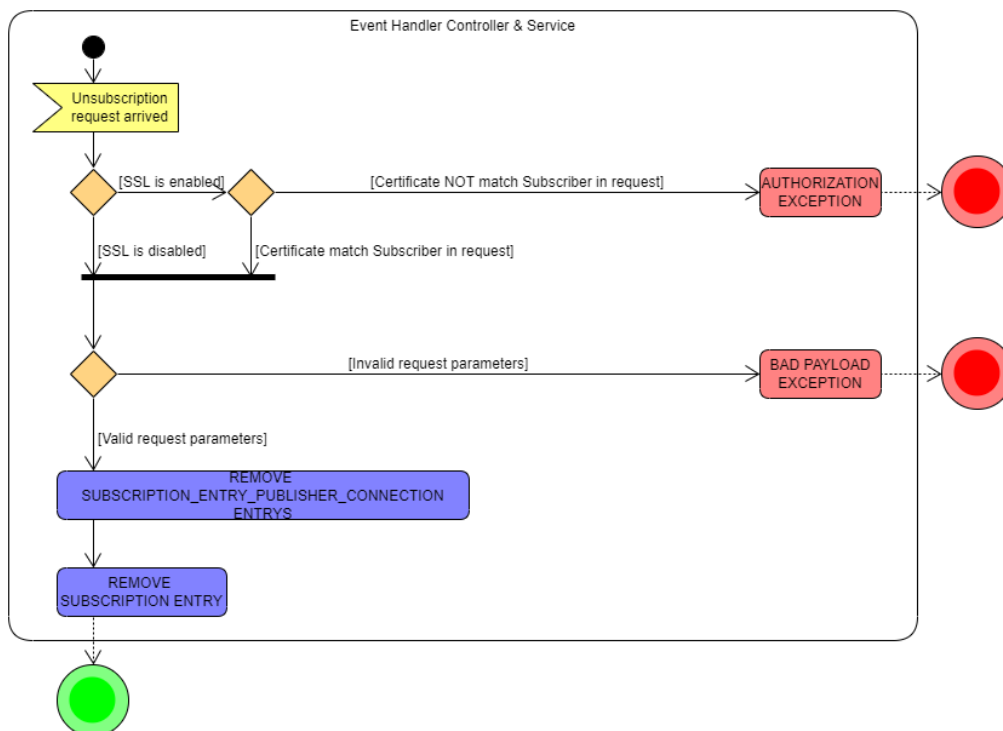 Event Handler Controller & Service
Unsubscription
request arrived
[SSL is enabled]
[Certificate NOT match Subscriber in request]
AUTHORIZATION
EXCEPTION
[SSL is disabled]
[Certificate match Subscriber in request]
[Invalid request parameters]
BAD PAYLOAD
EXCEPTION
[Valid request parameters]
REMOVE
SUBSCRIPTION_ENTRY_PUBLISHER_CONNECTION
ENTRYS
REMOVE
SUBSCRIPTION ENTRY